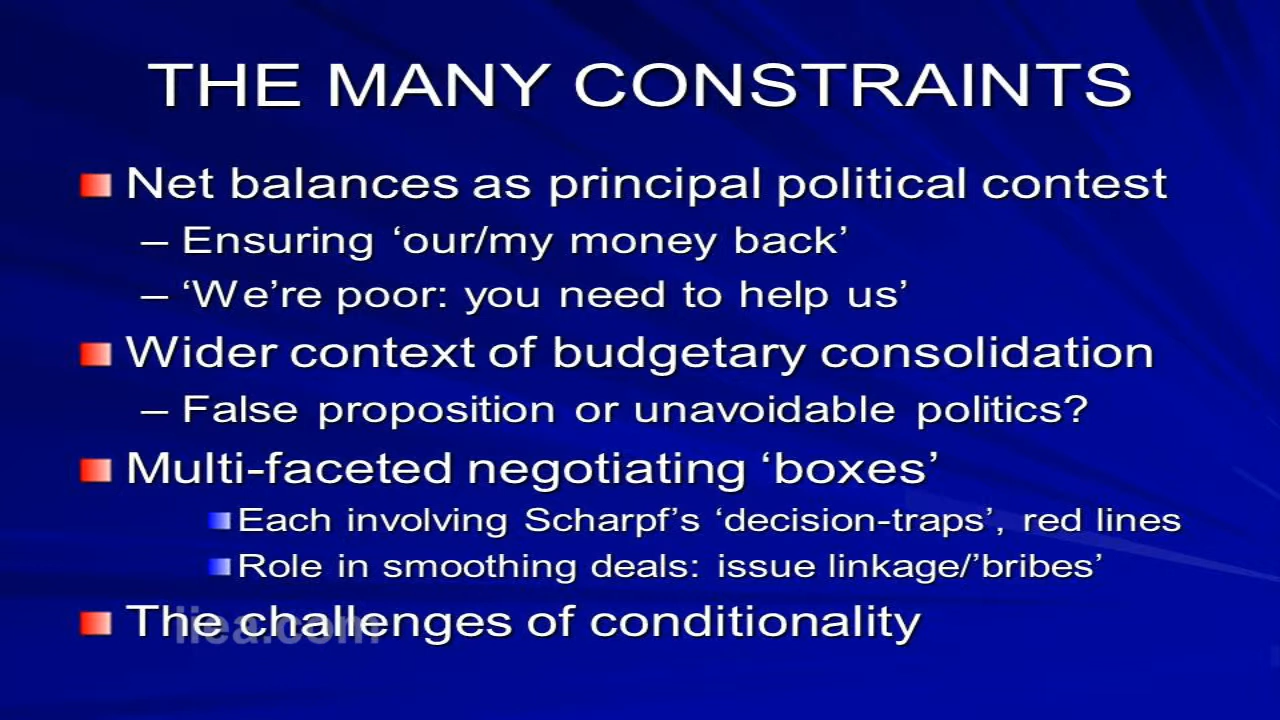 THE MANY CONSTRAINTS
Net balances as principal political contest
– Ensuring ‘our/my money back’
– ‘We’re poor: you need to help us’
Wider context of budgetary consolidation
– False proposition or unavoidable politics?
Multi-faceted negotiating ‘boxes’
Each involving Scharpf’s ‘decision-traps’, red lines
Role in smoothing deals: issue linkage/’bribes’
The challenges of conditionality
iiea.com